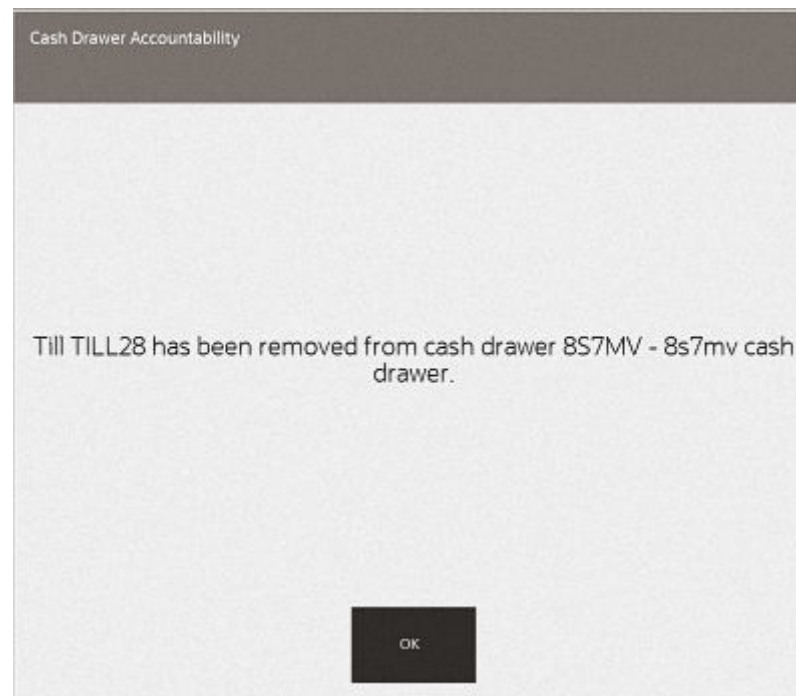 Cash Drawer Accountability
Till TILL28 has been removed from cash drawer 8S7MV - 8s7mv cash
drawer.
OK